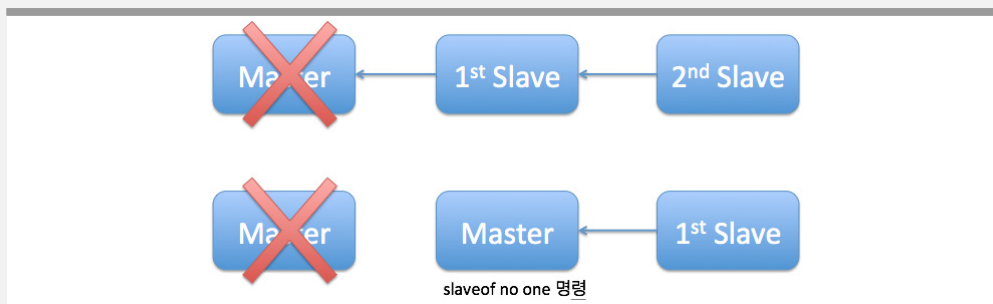 Master 1st Slave 2nd Slave
Master Master 1st Slave
slaveof no one 명령